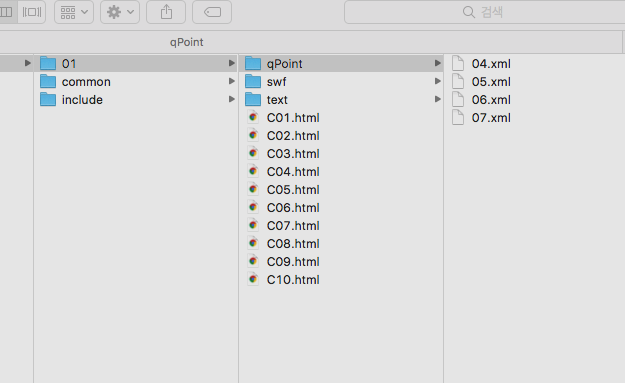 검색
qPoint
01
common
include
qPoint
swf
text
C01.html
C02.html
C03.html
C04.html
C05.html
C06.html
C07.html
C08.html
C09.html
C10.html
04.xml
05.xml
06.xml
07.xml